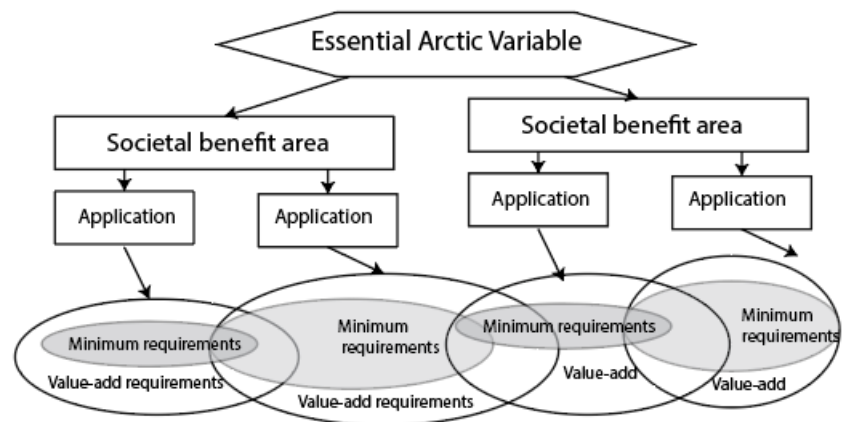 Essential Arctic Variable
Societal benefit area
Societal benefit area
Application
Application
Application
Application
Minimum requirements
Value-add requirements
Minimum
requirements
Value-add requirements
Minimum requirements
Value-add
Minimum
requirements
Value-add